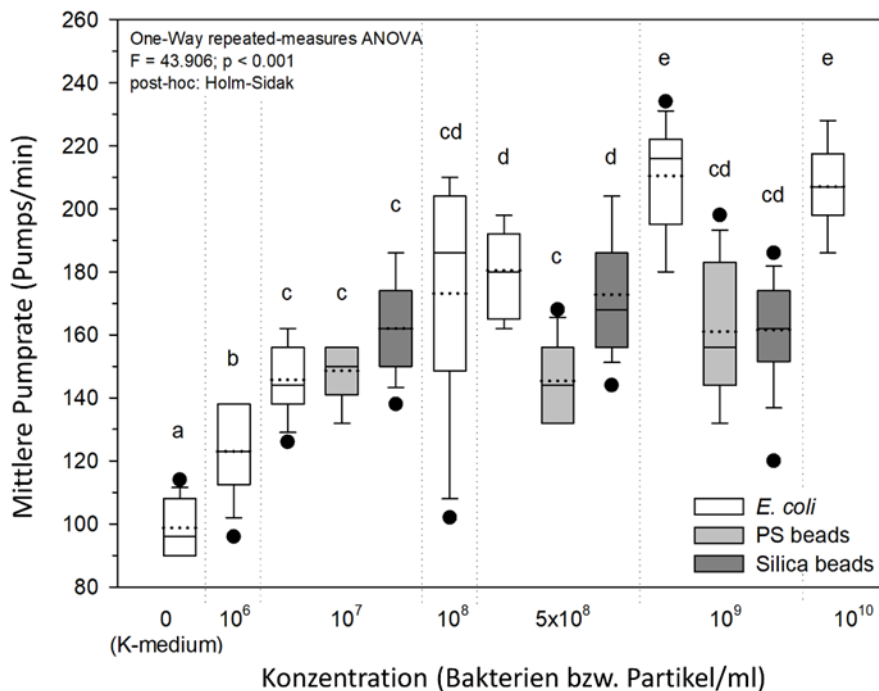 One-Way repeated-measures ANOVA
F = 43.906; p < 0.001
post-hoc: Holm-Sidak
Mittlere Pumprate (Pumps/min)
260
240
220
200
180
160
140
120
100
80
a
b
c
c
c
cd
d
c
d
e
cd
cd
e
E. coli
PS beads
Silica beads
0 10⁶ 10⁷ 10⁸ 5x10⁸ 10⁹ 10¹⁰
(K-medium)
Konzentration (Bakterien bzw. Partikel/ml)